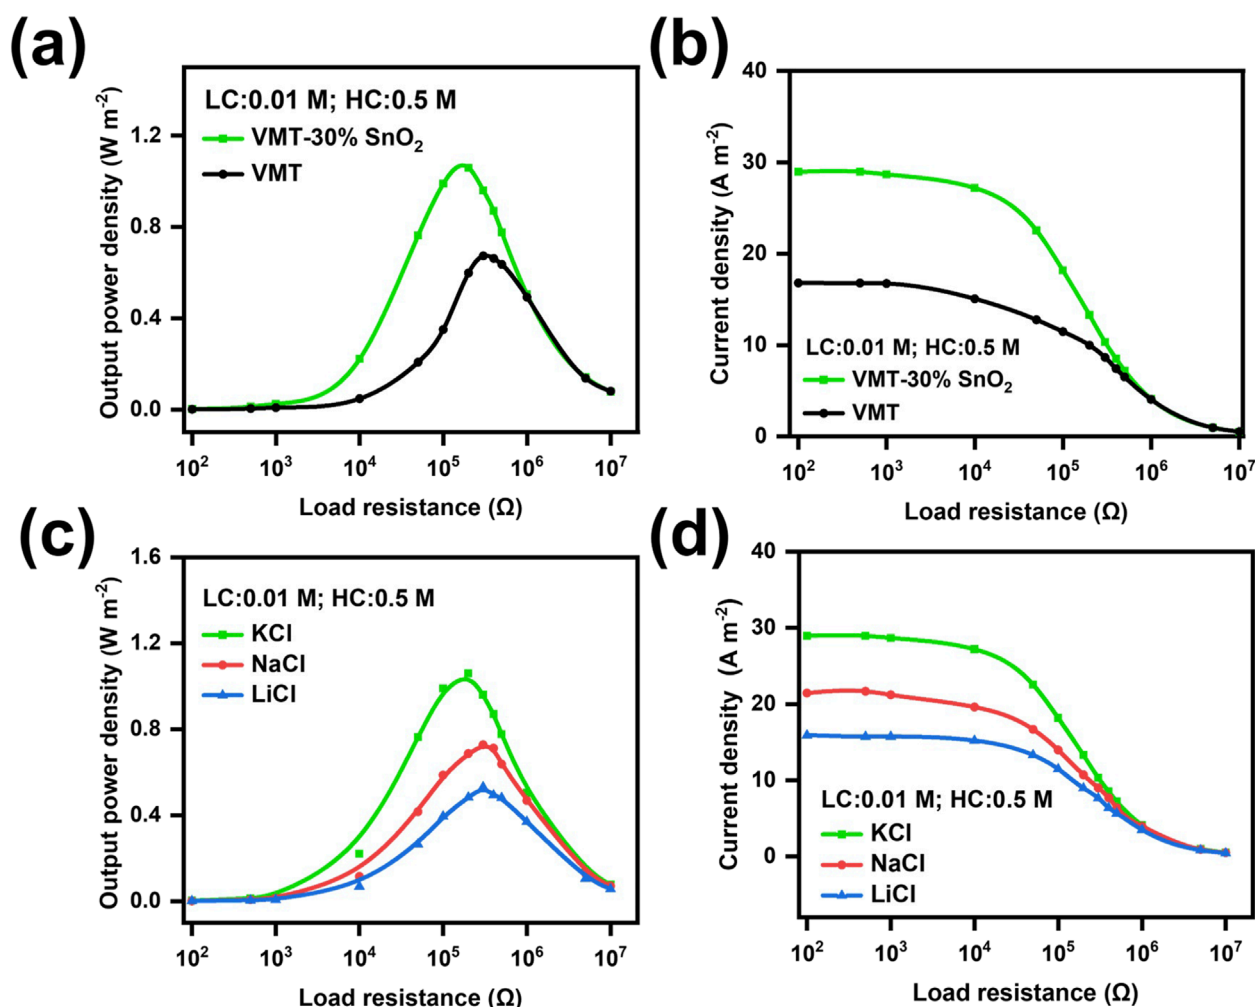 (a)
LC:0.01 M; HC:0.5 M
VMT-30% SnO₂
VMT
Output power density (W m⁻²)
1.2
0.8
0.4
0.0
10² 10³ 10⁴ 10⁵ 10⁶ 10⁷
Load resistance (Ω)
(b)
Current density (A m⁻²)
40
30
20
10
0
LC:0.01 M; HC:0.5 M
VMT-30% SnO₂
VMT
10² 10³ 10⁴ 10⁵ 10⁶ 10⁷
Load resistance (Ω)
(c)
Output power density (W m⁻²)
1.6
1.2
0.8
0.4
0.0
LC:0.01 M; HC:0.5 M
KCl
NaCl
LiCl
10² 10³ 10⁴ 10⁵ 10⁶ 10⁷
Load resistance (Ω)
(d)
Current density (A m⁻²)
40
30
20
10
0
LC:0.01 M; HC:0.5 M
KCl
NaCl
LiCl
10² 10³ 10⁴ 10⁵ 10⁶ 10⁷
Load resistance (Ω)